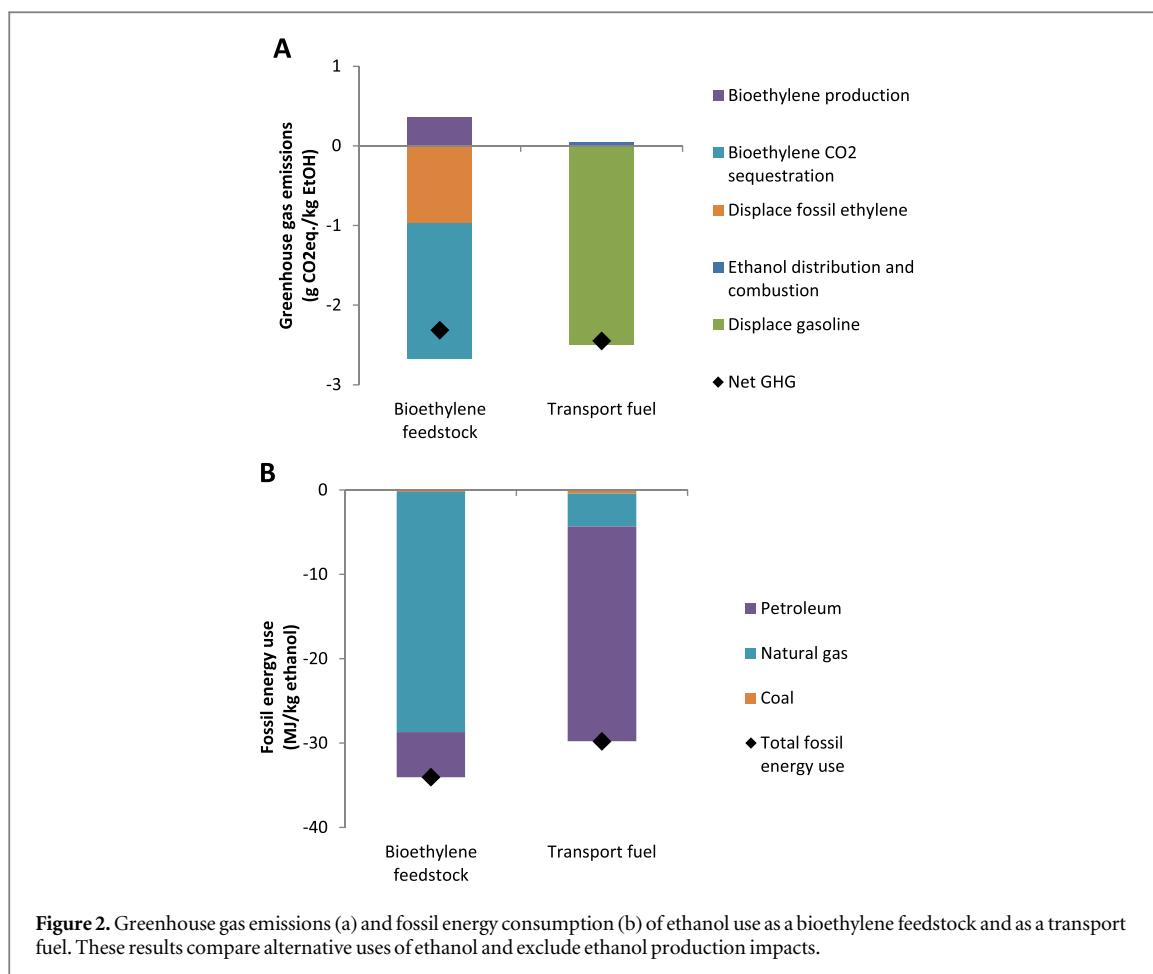 A
Greenhouse gas emissions
(g CO2eq./kg EtOH)
1
0
-1
-2
-3
Bioethylene
feedstock
Transport fuel
Bioethylene production
Bioethylene CO2
sequestration
Displace fossil ethylene
Ethanol distribution and
combustion
Displace gasoline
Net GHG
B
Fossil energy use
(MJ/kg ethanol)
0
-10
-20
-30
-40
Bioethylene
feedstock
Transport fuel
Petroleum
Natural gas
Coal
Total fossil
energy use
Figure 2. Greenhouse gas emissions (a) and fossil energy consumption (b) of ethanol use as a bioethylene feedstock and as a transport
fuel. These results compare alternative uses of ethanol and exclude ethanol production impacts.